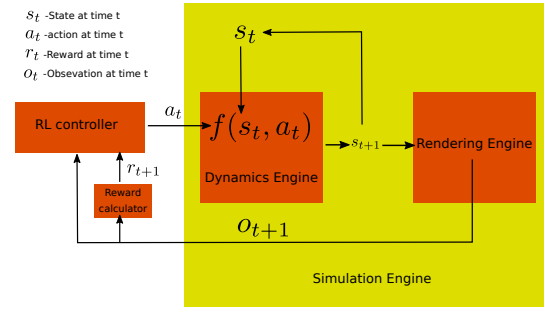 s_t -State at time t
a_t -action at time t
r_t -Reward at time t
o_t -Obsevation at time t
s_t
a_t
RL controller
f(s_t, a_t)
s_{t+1}
Rendering Engine
Dynamics Engine
r_{t+1}
Reward
calculator
o_{t+1}
Simulation Engine